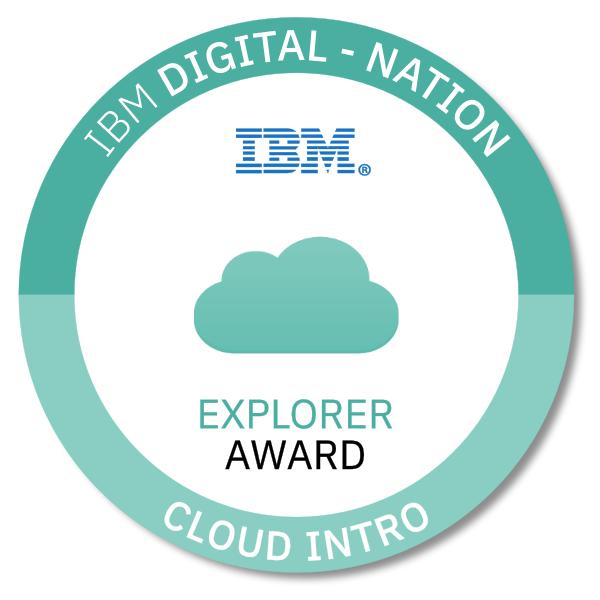 IBM DIGITAL - NATION
IBM®
EXPLORER
AWARD
CLOUD INTRO